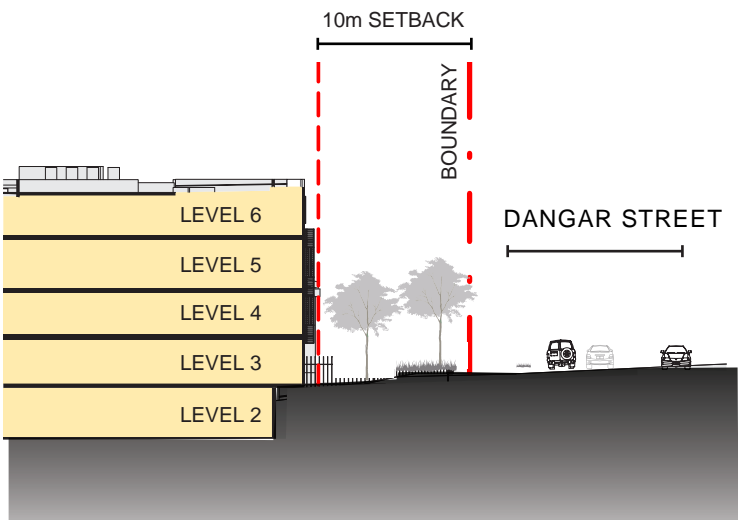 10m SETBACK
BOUNDARY
DANGAR STREET
LEVEL 6
LEVEL 5
LEVEL 4
LEVEL 3
LEVEL 2